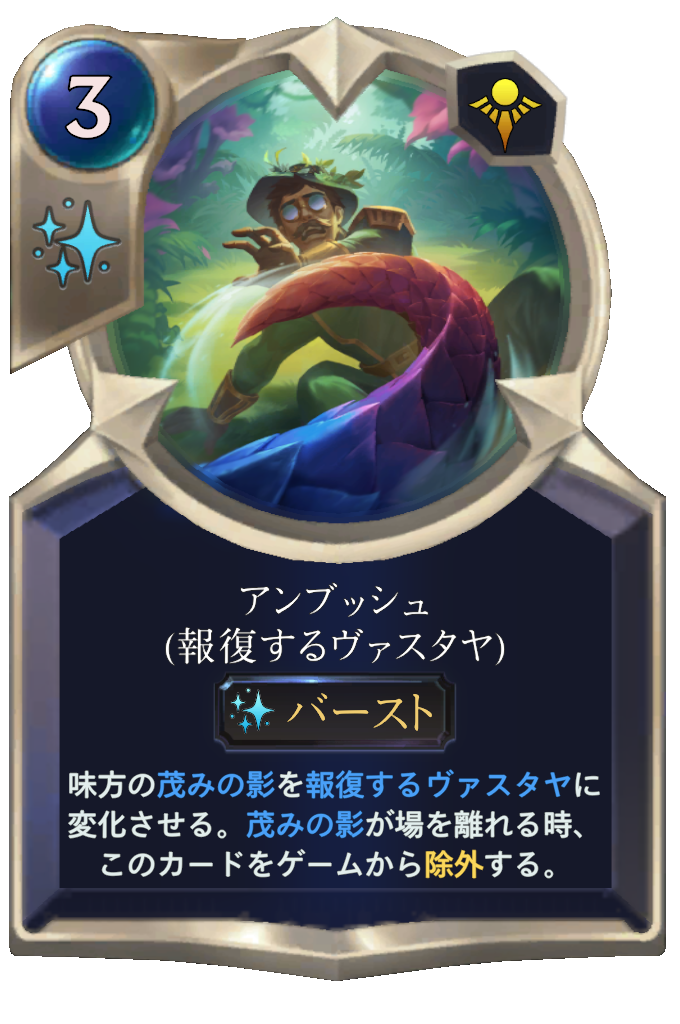 3
アンブッシュ
(報復するヴァスタヤ)
バースト
味方の茂みの影を報復するヴァスタヤに
変化させる。茂みの影が場を離れる時、
このカードをゲームから除外する。